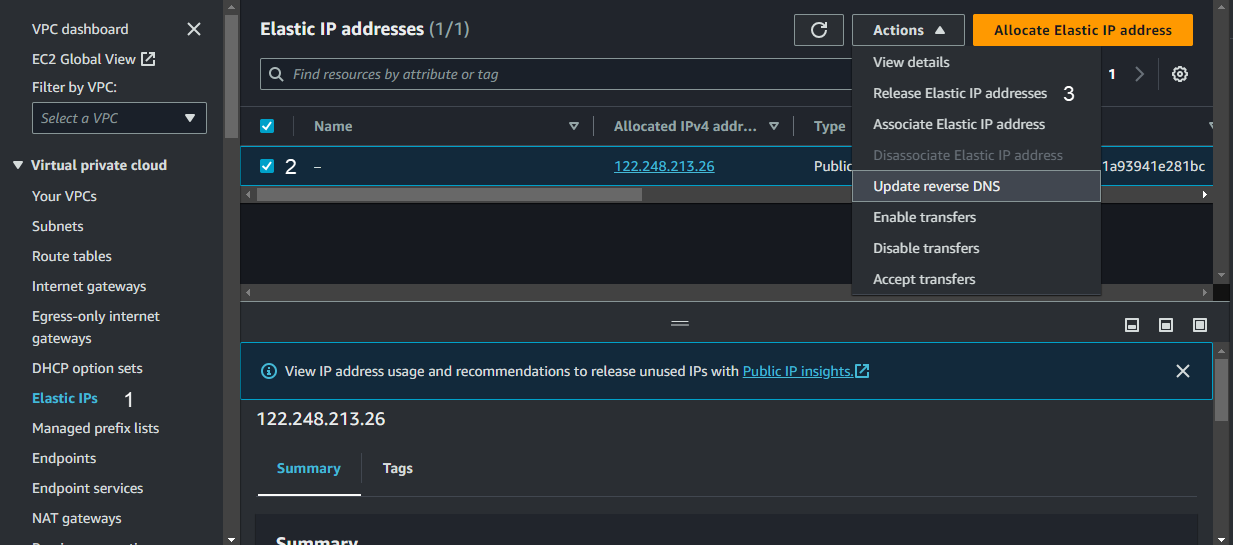 VPC dashboard
EC2 Global View
Filter by VPC:
Select a VPC
Virtual private cloud
Your VPCs
Subnets
Route tables
Internet gateways
Egress-only internet
gateways
DHCP option sets
Elastic IPs 1
Managed prefix lists
Endpoints
Endpoint services
NAT gateways
Elastic IP addresses (1/1)
Actions
Allocate Elastic IP address
Find resources by attribute or tag
1
Name
Allocated IPv4 addr...
Type
2 –
122.248.213.26
Public
1a93941e281bc
View details
Release Elastic IP addresses 3
Associate Elastic IP address
Disassociate Elastic IP address
Update reverse DNS
Enable transfers
Disable transfers
Accept transfers
View IP address usage and recommendations to release unused IPs with Public IP insights.
122.248.213.26
Summary
Tags
Summary